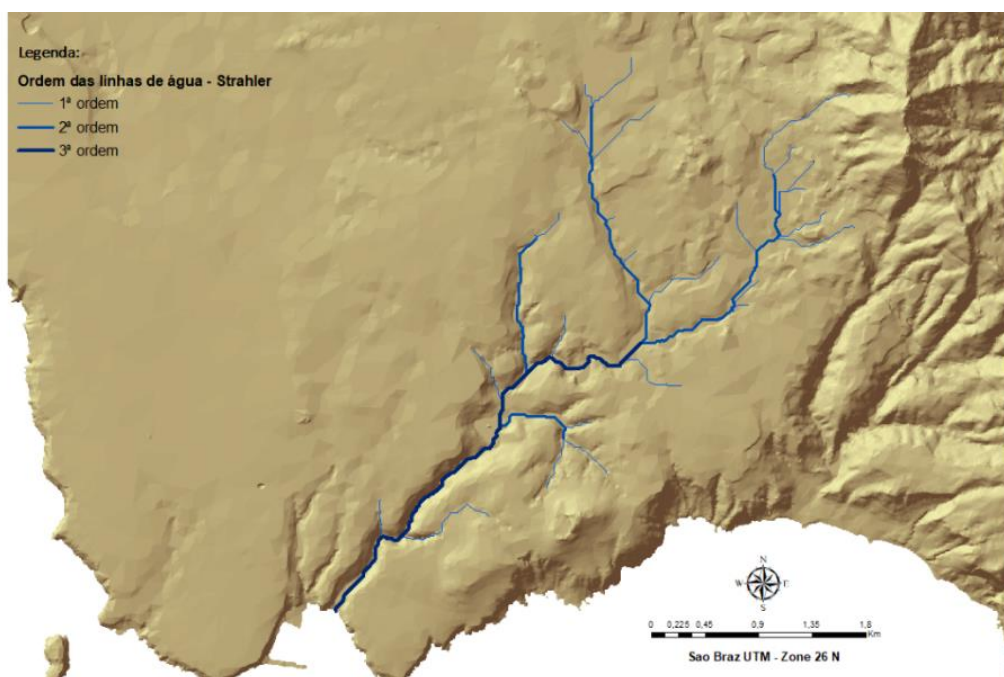 Legenda:
Ordem das linhas de água - Strahler
1ª ordem
2ª ordem
3ª ordem
N
W E
S
0 0,225 0,45 0,9 1,35 1,8
Km
Sao Braz UTM - Zone 26 N